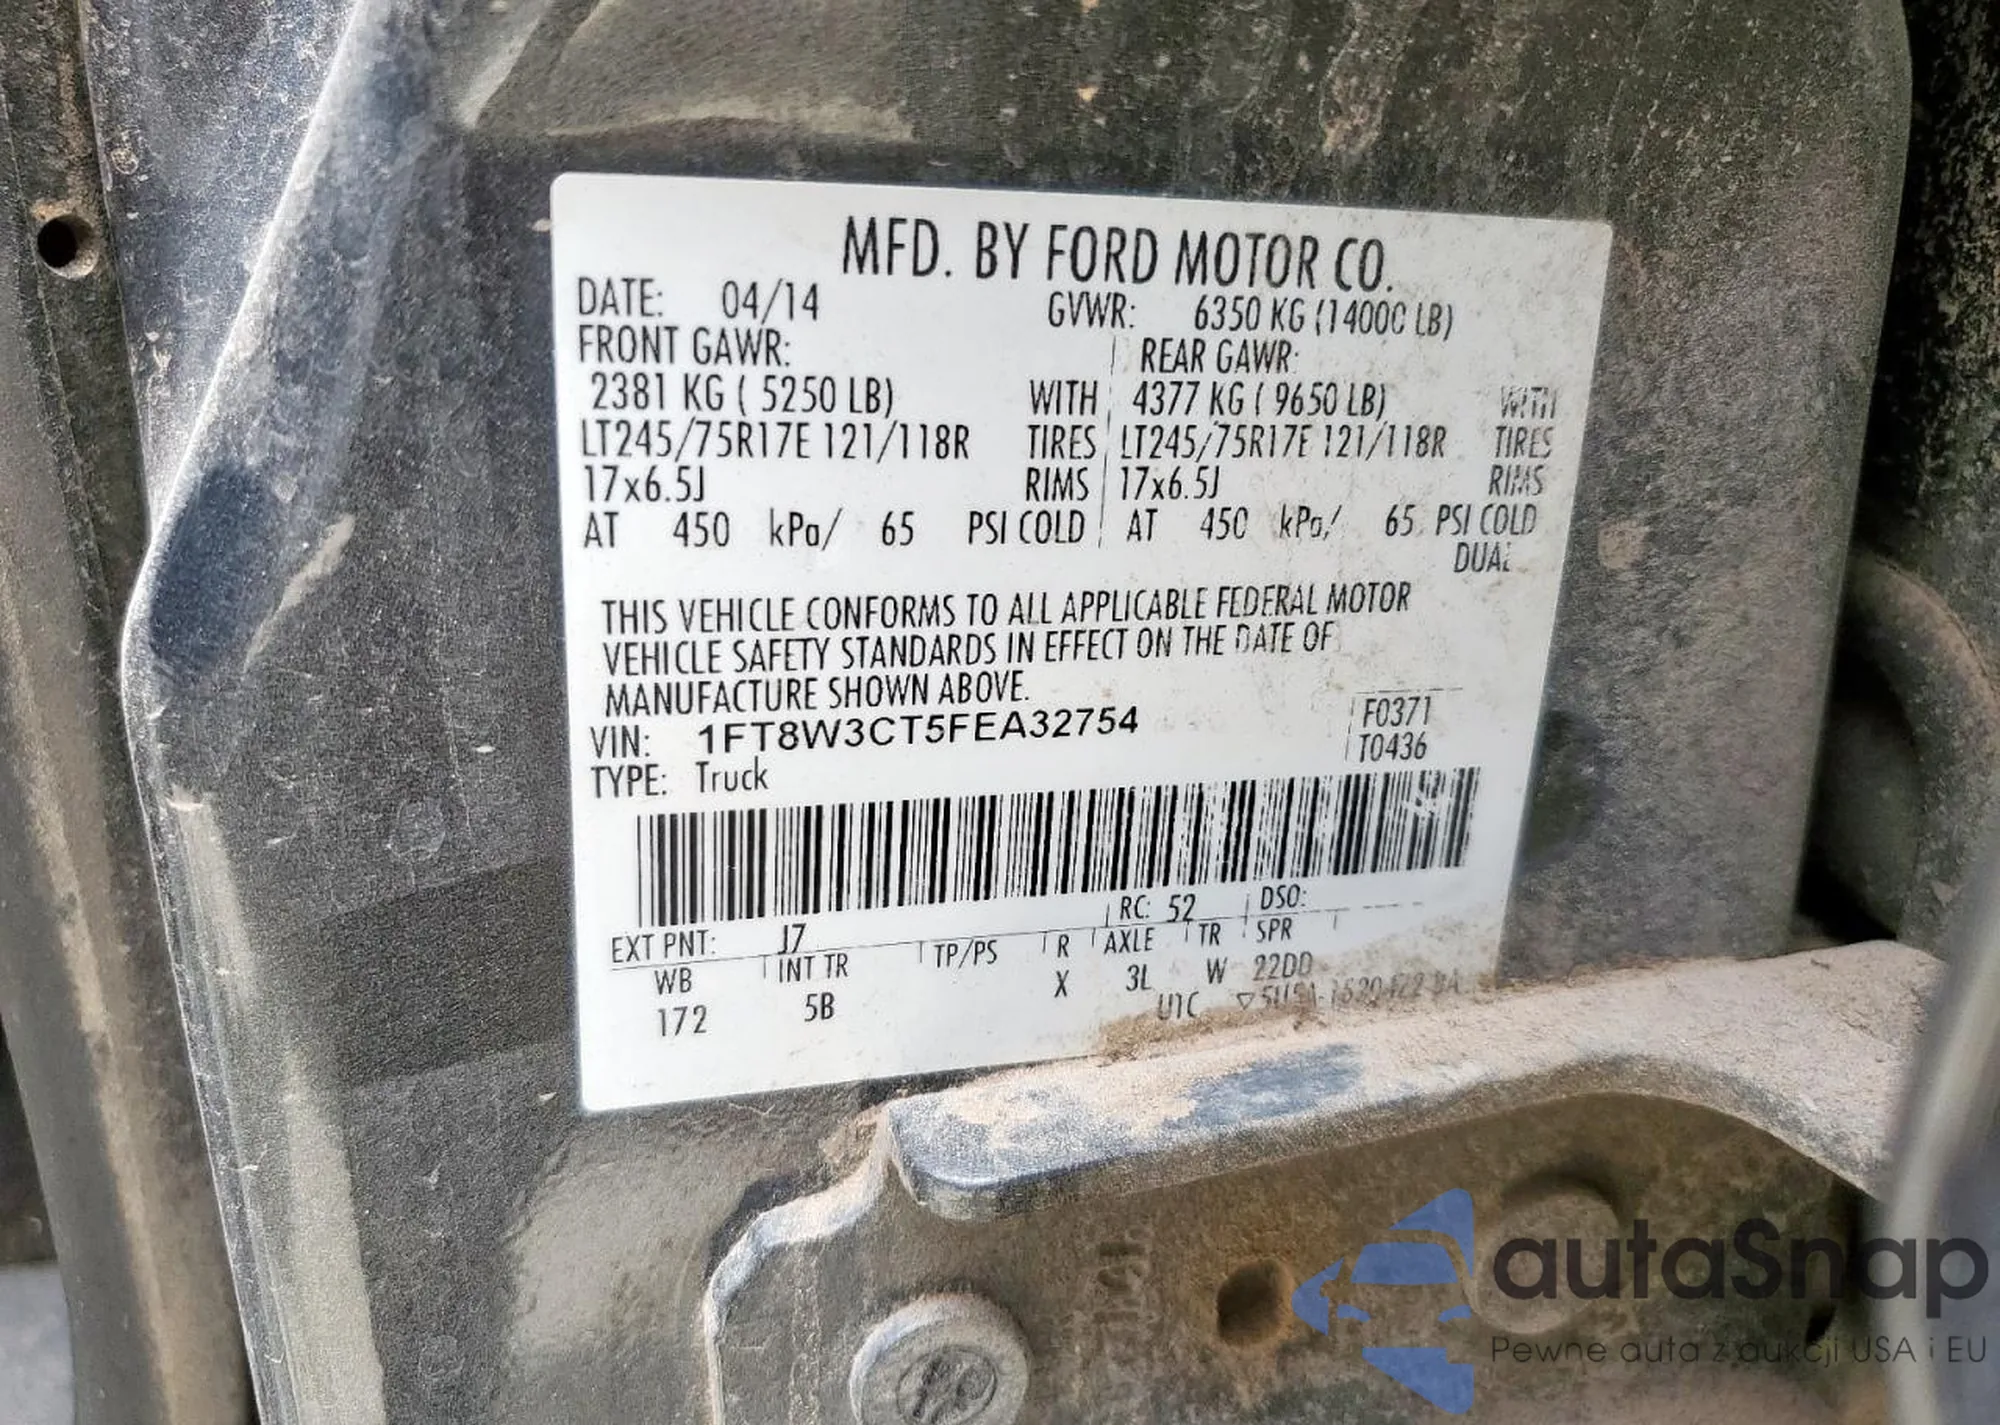 MFD. BY FORD MOTOR CO.
DATE: 04/14 GVWR: 6350 KG (14000 LB)
FRONT GAWR: REAR GAWR:
2381 KG ( 5250 LB) WITH 4377 KG ( 9650 LB) WITH
LT245/75R17E 121/118R TIRES LT245/75R17E 121/118R TIRES
17x6.5J RIMS 17x6.5J RIMS
AT 450 kPa/ 65 PSI COLD AT 450 kPa/ 65 PSI COLD
DUAL
THIS VEHICLE CONFORMS TO ALL APPLICABLE FEDERAL MOTOR
VEHICLE SAFETY STANDARDS IN EFFECT ON THE DATE OF
MANUFACTURE SHOWN ABOVE.
VIN: 1FT8W3CT5FEA32754 F0371
TYPE: Truck T0436
EXT PNT: J7 RC: 52 DSO:
WB INT TR TP/PS R AXLE TR SPR
172 5B X 3L W 22DD
UTC
autaSnap
Pewne auta z aukcji USA i EU